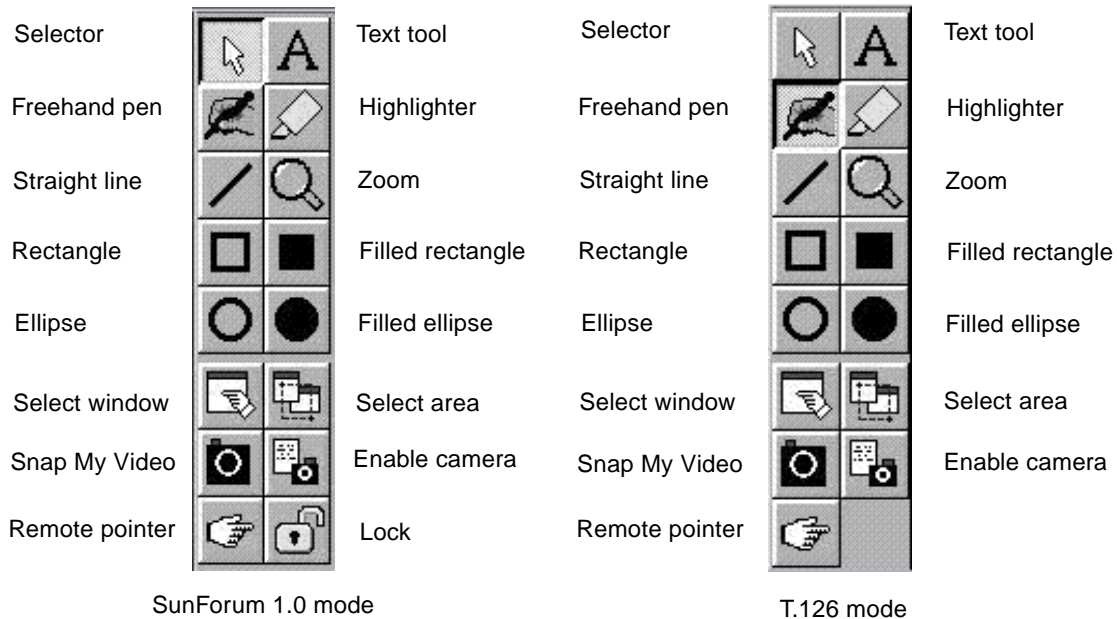 Selector Text tool Selector Text tool
Freehand pen Highlighter Freehand pen Highlighter
Straight line Zoom Straight line Zoom
Rectangle Filled rectangle Rectangle Filled rectangle
Ellipse Filled ellipse Ellipse Filled ellipse
Select window Select area Select window Select area
Snap My Video Enable camera Snap My Video Enable camera
Remote pointer Lock Remote pointer
SunForum 1.0 mode T.126 mode